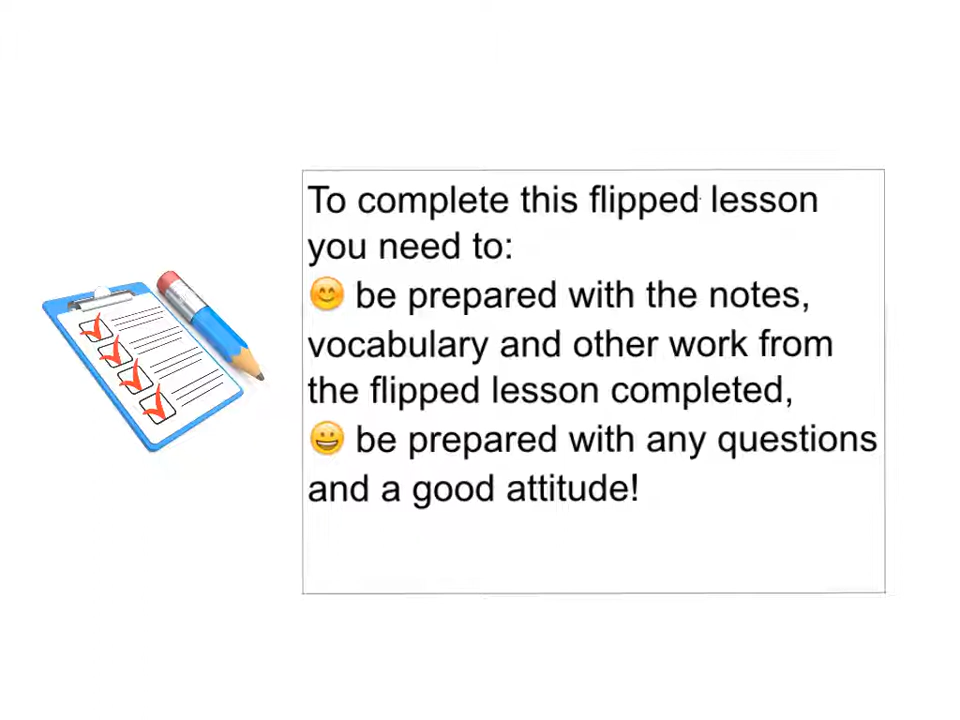 To complete this flipped lesson
you need to:
😊 be prepared with the notes,
vocabulary and other work from
the flipped lesson completed,
😀 be prepared with any questions
and a good attitude!